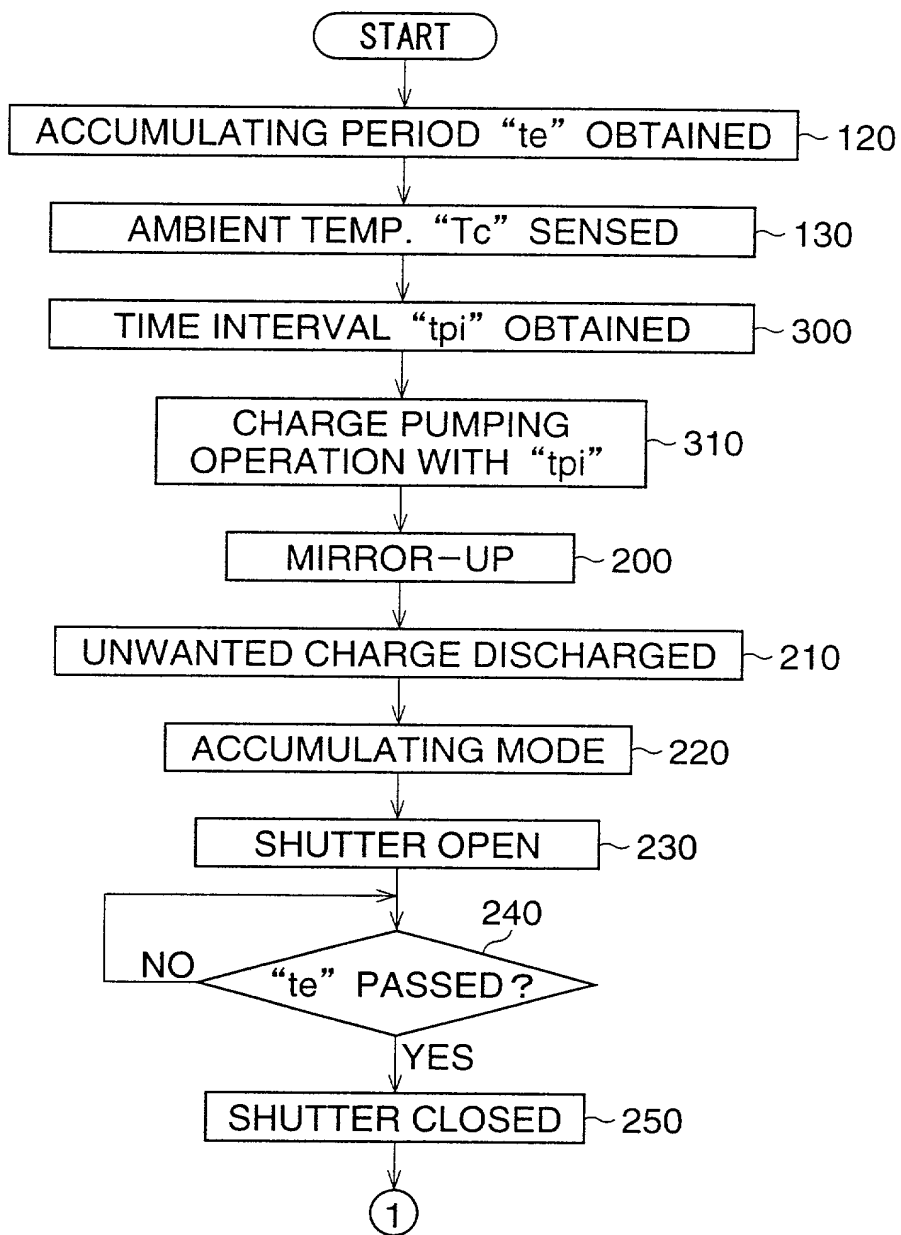 START
ACCUMULATING PERIOD “te” OBTAINED 120
AMBIENT TEMP. “Tc” SENSED 130
TIME INTERVAL “tpi” OBTAINED 300
CHARGE PUMPING
OPERATION WITH “tpi” 310
MIRROR-UP 200
UNWANTED CHARGE DISCHARGED 210
ACCUMULATING MODE 220
SHUTTER OPEN 230
240
NO
“te” PASSED?
YES
SHUTTER CLOSED 250
1